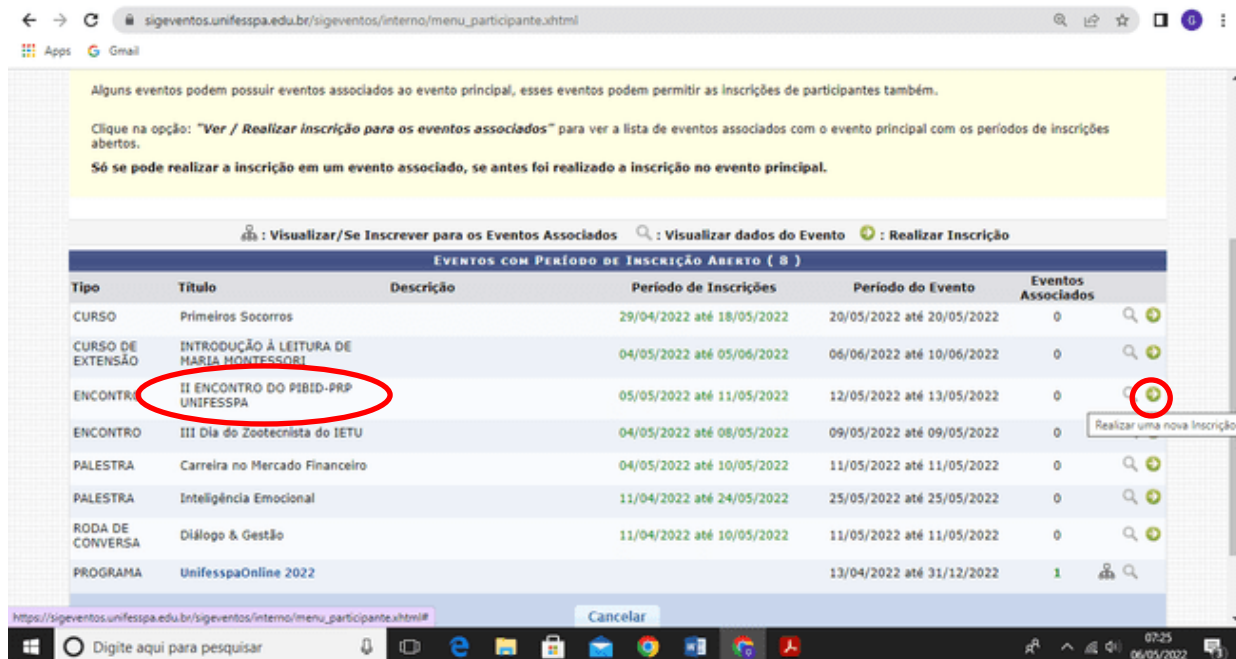 sigeventos.unifesspa.edu.br/sigeventos/interno/menu_participante.xhtml
G
Apps G Gmail
Alguns eventos podem possuir eventos associados ao evento principal, esses eventos podem permitir as inscrições de participantes também.
Clique na opção: "Ver / Realizar inscrição para os eventos associados" para ver a lista de eventos associados com o evento principal com os períodos de inscrições
abertos.
Só se pode realizar a inscrição em um evento associado, se antes foi realizado a inscrição no evento principal.
: Visualizar/Se Inscrever para os Eventos Associados : Visualizar dados do Evento : Realizar Inscrição
EVENTOS COM PERÍODO DE INSCRIÇÃO ABERTO ( 8 )
Tipo Título Descrição Período de Inscrições Período do Evento Eventos
Associados
CURSO Primeiros Socorros 29/04/2022 até 18/05/2022 20/05/2022 até 20/05/2022 0
CURSO DE
EXTENSÃO INTRODUÇÃO À LEITURA DE
MARIA MONTESSORI 04/05/2022 até 05/06/2022 06/06/2022 até 10/06/2022 0
ENCONTRO II ENCONTRO DO PIBID-PRP
UNIFESSPA 05/05/2022 até 11/05/2022 12/05/2022 até 13/05/2022 0
Realizar uma nova Inscrição
ENCONTRO III Dia do Zootecnista do IETU 04/05/2022 até 08/05/2022 09/05/2022 até 09/05/2022 0
PALESTRA Carreira no Mercado Financeiro 04/05/2022 até 10/05/2022 11/05/2022 até 11/05/2022 0
PALESTRA Inteligência Emocional 11/04/2022 até 24/05/2022 25/05/2022 até 25/05/2022 0
RODA DE
CONVERSA Diálogo & Gestão 11/04/2022 até 10/05/2022 11/05/2022 até 11/05/2022 0
PROGRAMA UnifesspaOnline 2022 13/04/2022 até 31/12/2022 1
https://sigeventos.unifesspa.edu.br/sigeventos/interno/menu_participante.xhtml#
Cancelar
Digite aqui para pesquisar
07:25
06/05/2022